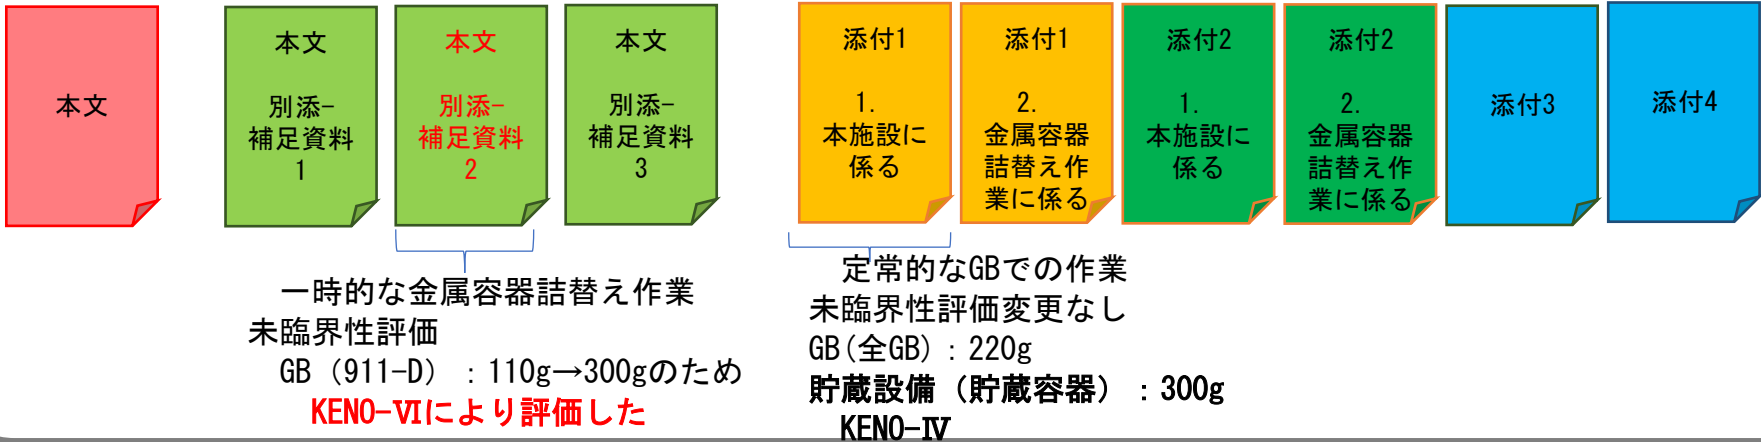 本文
本文
別添-
補足資料
1
本文
別添-
補足資料
2
本文
別添-
補足資料
3
添付1
1.
本施設に
係る
添付1
2.
金属容器
詰替え作
業に係る
添付2
1.
本施設に
係る
添付2
2.
金属容器
詰替え作
業に係る
添付3
添付4
一時的な金属容器詰替え作業
未臨界性評価
GB（911-D）：110g→300gのため
KENO-Ⅵにより評価した
定常的なGBでの作業
未臨界性評価変更なし
GB(全GB)：220g
貯蔵設備（貯蔵容器）：300g
KENO-Ⅳ